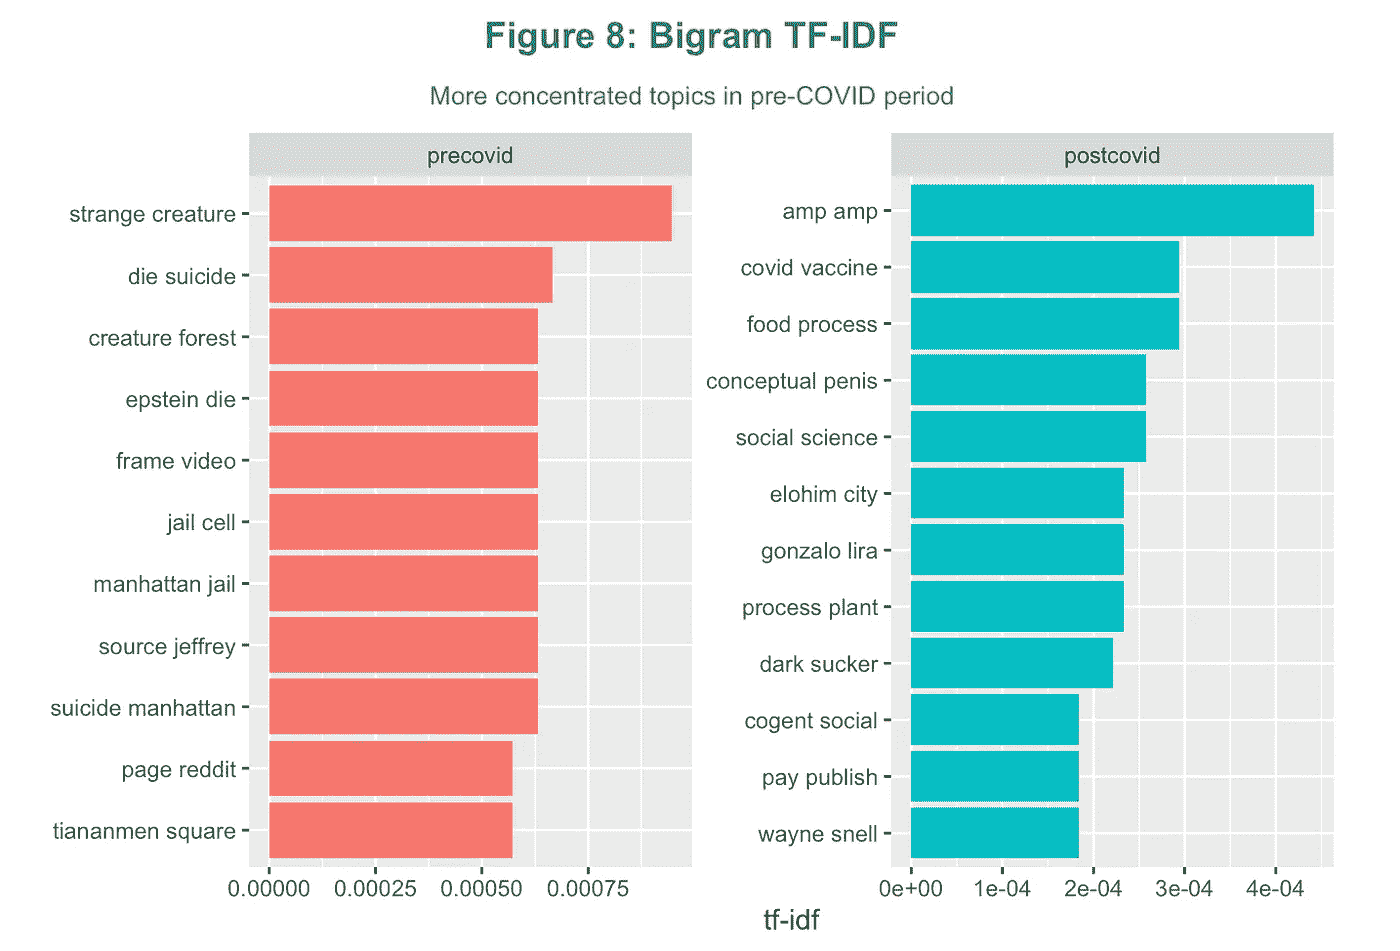 Figure 8: Bigram TF-IDF
More concentrated topics in pre-COVID period
precovid
strange creature
die suicide
creature forest
epstein die
frame video
jail cell
manhattan jail
source jeffrey
suicide manhattan
page reddit
tiananmen square
0.00000 0.00025 0.00050 0.00075
postcovid
amp amp
covid vaccine
food process
conceptual penis
social science
elohim city
gonzalo lira
process plant
dark sucker
cogent social
pay publish
wayne snell
0e+00 1e-04 2e-04 3e-04 4e-04
tf-idf